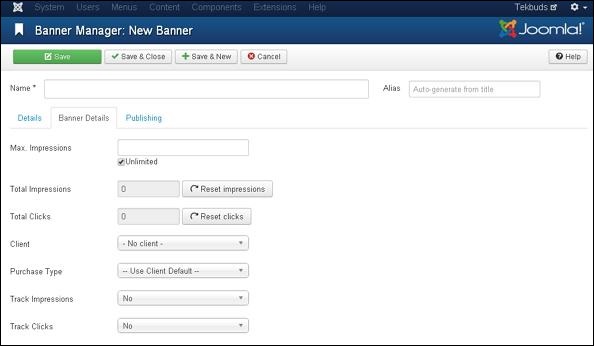 System Users Menus Content Components Extensions Help Tekbuds
Banner Manager: New Banner Joomla!
Save Save & Close Save & New Cancel Help
Name * Alias Auto-generate from title
Details Banner Details Publishing
Max. Impressions
Unlimited
Total Impressions 0 Reset impressions
Total Clicks 0 Reset clicks
Client - No client -
Purchase Type -- Use Client Default --
Track Impressions No
Track Clicks No